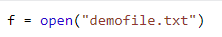 f = open("demofile.txt")